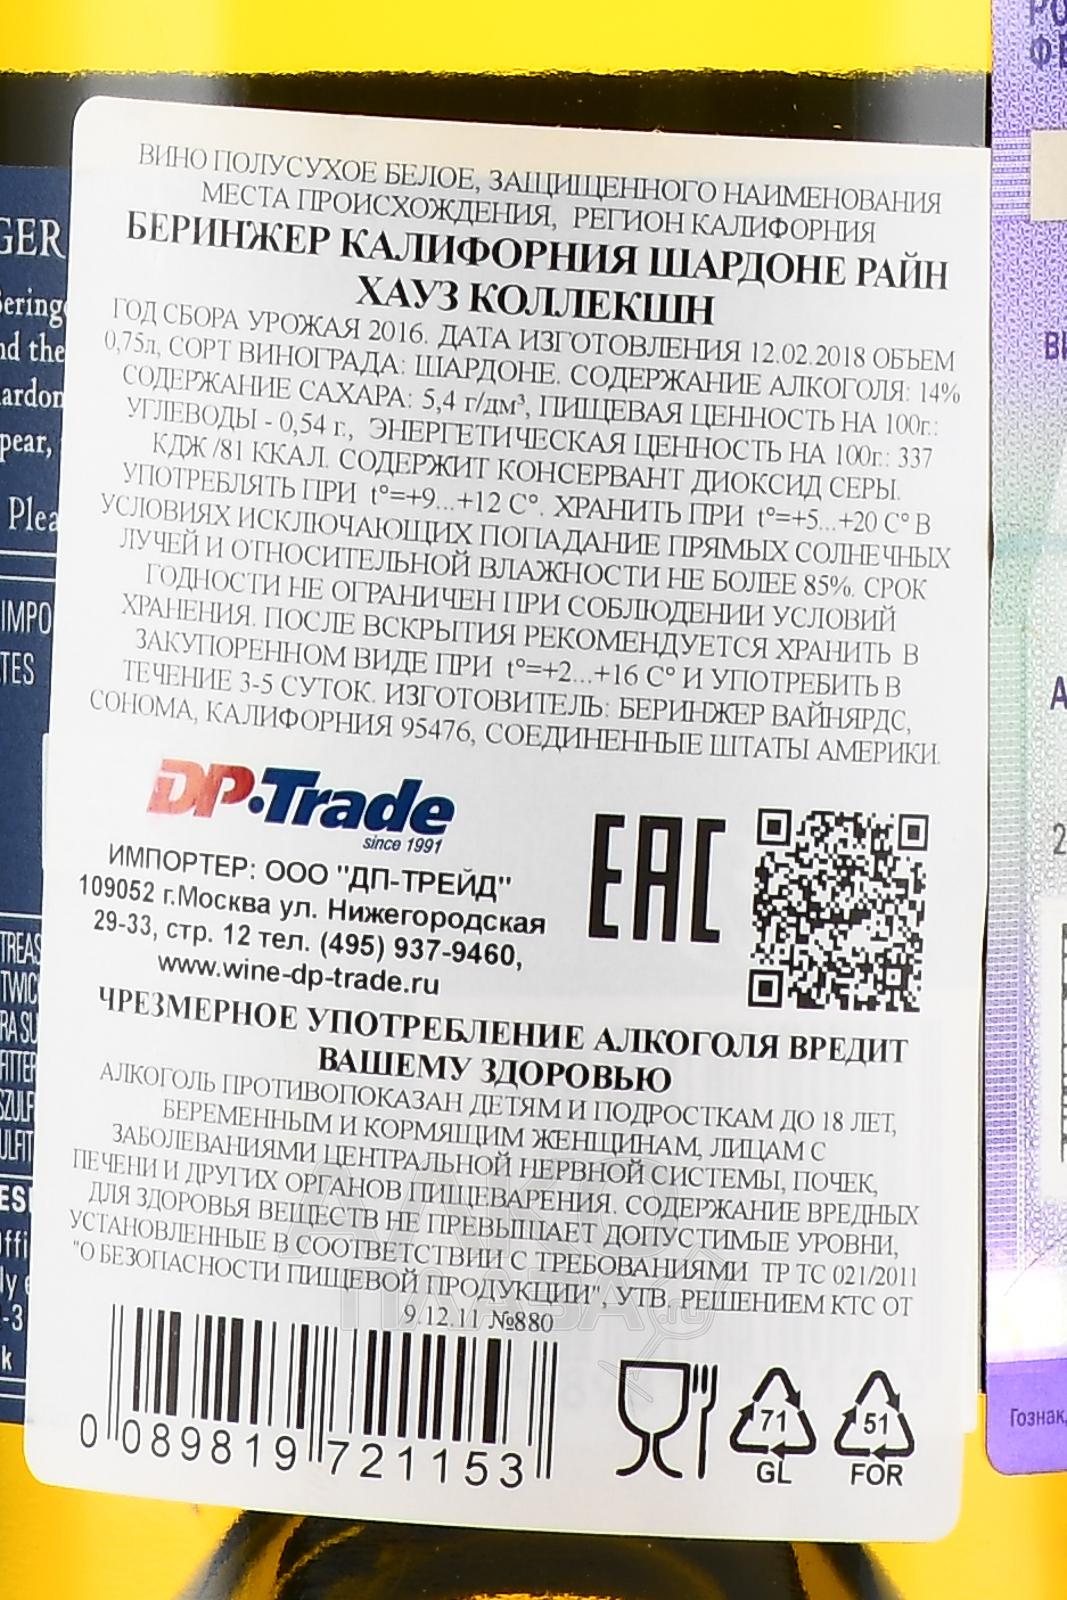 ВИНО ПОЛУСУХОЕ БЕЛОЕ, ЗАЩИЩЕННОГО НАИМЕНОВАНИЯ
МЕСТА ПРОИСХОЖДЕНИЯ, РЕГИОН КАЛИФОРНИЯ
БЕРИНЖЕР КАЛИФОРНИЯ ШАРДОНЕ РАЙН
ХАУЗ КОЛЛЕКШН
ГОД СБОРА УРОЖАЯ 2016. ДАТА ИЗГОТОВЛЕНИЯ 12.02.2018 ОБЪЕМ
0,75л, СОРТ ВИНОГРАДА: ШАРДОНЕ. СОДЕРЖАНИЕ АЛКОГОЛЯ: 14%
СОДЕРЖАНИЕ САХАРА: 5,4 г/дм³, ПИЩЕВАЯ ЦЕННОСТЬ НА 100г.:
УГЛЕВОДЫ - 0,54 г., ЭНЕРГЕТИЧЕСКАЯ ЦЕННОСТЬ НА 100г.: 337
КДЖ /81 ККАЛ. СОДЕРЖИТ КОНСЕРВАНТ ДИОКСИД СЕРЫ.
УПОТРЕБЛЯТЬ ПРИ t°=+9...+12 С°. ХРАНИТЬ ПРИ t°=+5...+20 С° В
УСЛОВИЯХ ИСКЛЮЧАЮЩИХ ПОПАДАНИЕ ПРЯМЫХ СОЛНЕЧНЫХ
ЛУЧЕЙ И ОТНОСИТЕЛЬНОЙ ВЛАЖНОСТИ НЕ БОЛЕЕ 85%. СРОК
ГОДНОСТИ НЕ ОГРАНИЧЕН ПРИ СОБЛЮДЕНИИ УСЛОВИЙ
ХРАНЕНИЯ. ПОСЛЕ ВСКРЫТИЯ РЕКОМЕНДУЕТСЯ ХРАНИТЬ В
ЗАКУПОРЕННОМ ВИДЕ ПРИ t°=+2...+16 С° И УПОТРЕБИТЬ В
ТЕЧЕНИЕ 3-5 СУТОК. ИЗГОТОВИТЕЛЬ: БЕРИНЖЕР ВАЙНЯРДС,
СОНОМА, КАЛИФОРНИЯ 95476, СОЕДИНЕННЫЕ ШТАТЫ АМЕРИКИ.
DP·Trade
since 1991
ИМПОРТЕР: ООО "ДП-ТРЕЙД"
109052 г.Москва ул. Нижегородская
29-33, стр. 12 тел. (495) 937-9460,
www.wine-dp-trade.ru
EAC
ЧРЕЗМЕРНОЕ УПОТРЕБЛЕНИЕ АЛКОГОЛЯ ВРЕДИТ
ВАШЕМУ ЗДОРОВЬЮ
АЛКОГОЛЬ ПРОТИВОПОКАЗАН ДЕТЯМ И ПОДРОСТКАМ ДО 18 ЛЕТ,
БЕРЕМЕННЫМ И КОРМЯЩИМ ЖЕНЩИНАМ, ЛИЦАМ С
ЗАБОЛЕВАНИЯМИ ЦЕНТРАЛЬНОЙ НЕРВНОЙ СИСТЕМЫ, ПОЧЕК,
ПЕЧЕНИ И ДРУГИХ ОРГАНОВ ПИЩЕВАРЕНИЯ. СОДЕРЖАНИЕ ВРЕДНЫХ
ДЛЯ ЗДОРОВЬЯ ВЕЩЕСТВ НЕ ПРЕВЫШАЕТ ДОПУСТИМЫЕ УРОВНИ,
УСТАНОВЛЕННЫЕ В СООТВЕТСТВИИ С ТРЕБОВАНИЯМИ ТР ТС 021/2011
"О БЕЗОПАСНОСТИ ПИЩЕВОЙ ПРОДУКЦИИ", УТВ. РЕШЕНИЕМ КТС ОТ
9.12.11 №880
0 089819 721153
71
GL
51
FOR
Гознак,